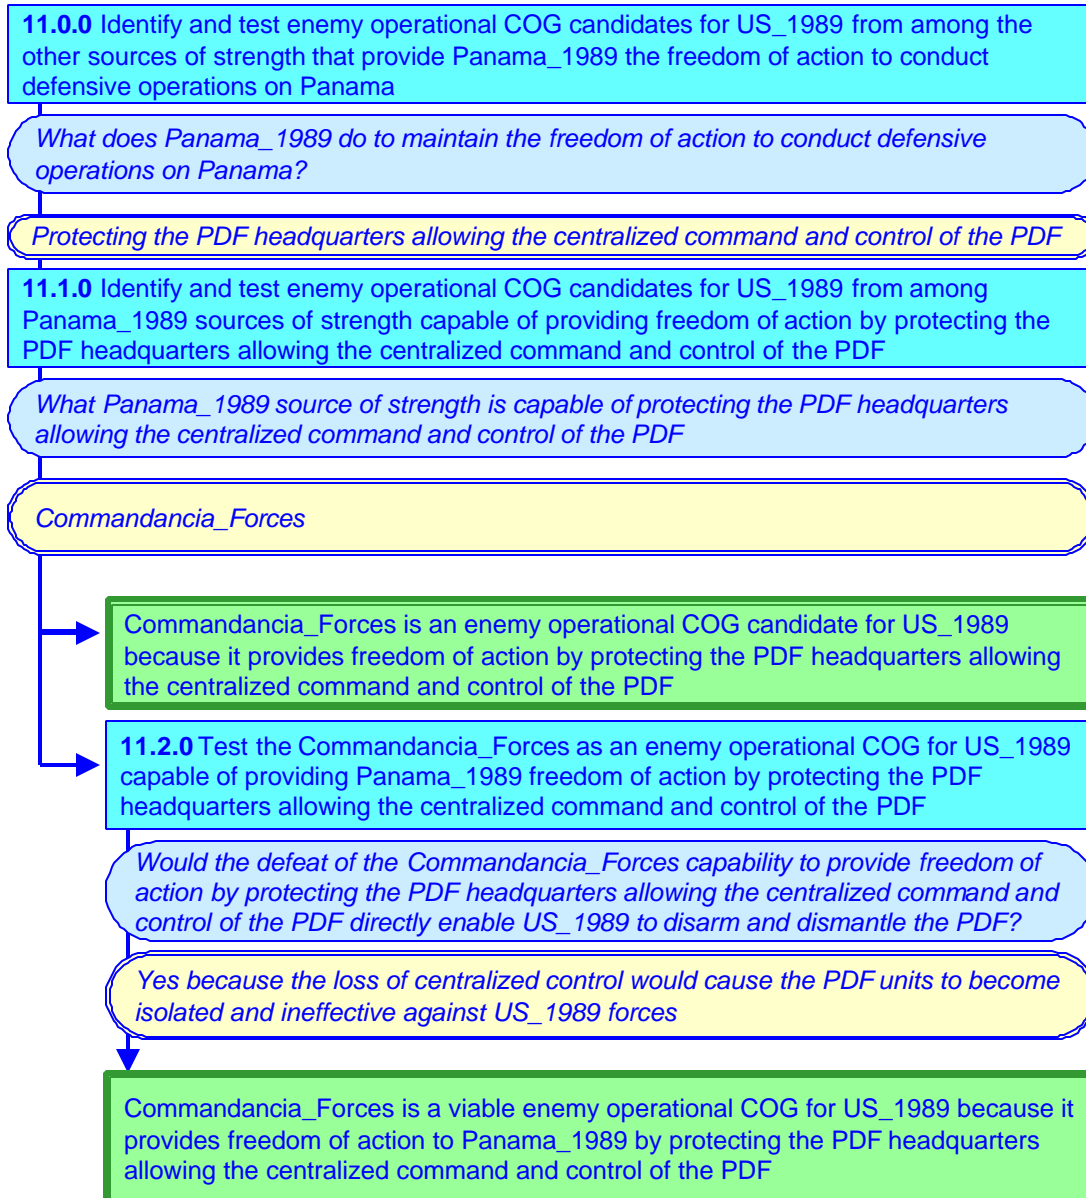 11.0.0 Identify and test enemy operational COG candidates for US_1989 from among the
other sources of strength that provide Panama_1989 the freedom of action to conduct
defensive operations on Panama
What does Panama_1989 do to maintain the freedom of action to conduct defensive
operations on Panama?
Protecting the PDF headquarters allowing the centralized command and control of the PDF
11.1.0 Identify and test enemy operational COG candidates for US_1989 from among
Panama_1989 sources of strength capable of providing freedom of action by protecting the
PDF headquarters allowing the centralized command and control of the PDF
What Panama_1989 source of strength is capable of protecting the PDF headquarters
allowing the centralized command and control of the PDF
Commandancia_Forces
Commandancia_Forces is an enemy operational COG candidate for US_1989
because it provides freedom of action by protecting the PDF headquarters allowing
the centralized command and control of the PDF
11.2.0 Test the Commandancia_Forces as an enemy operational COG for US_1989
capable of providing Panama_1989 freedom of action by protecting the PDF
headquarters allowing the centralized command and control of the PDF
Would the defeat of the Commandancia_Forces capability to provide freedom of
action by protecting the PDF headquarters allowing the centralized command and
control of the PDF directly enable US_1989 to disarm and dismantle the PDF?
Yes because the loss of centralized control would cause the PDF units to become
isolated and ineffective against US_1989 forces
Commandancia_Forces is a viable enemy operational COG for US_1989 because it
provides freedom of action to Panama_1989 by protecting the PDF headquarters
allowing the centralized command and control of the PDF